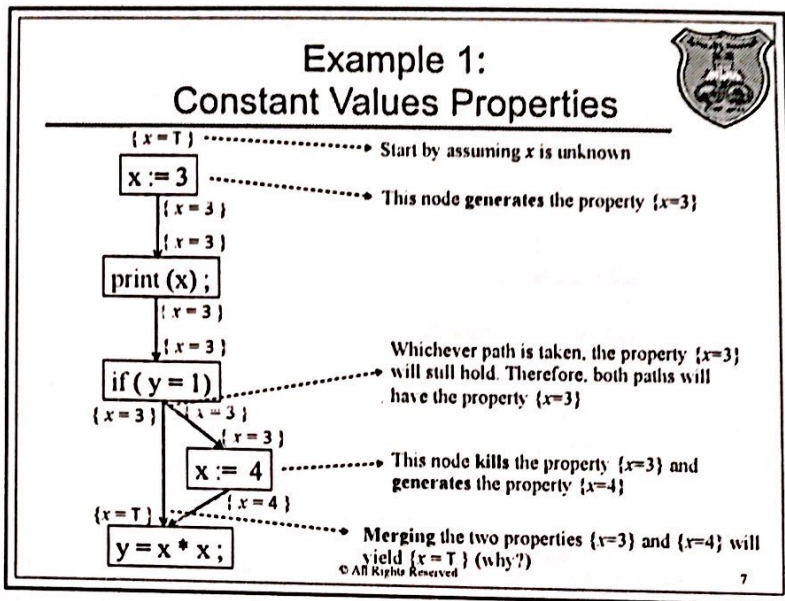 Example 1:
Constant Values Properties
{ x = T }
Start by assuming x is unknown
x := 3
This node generates the property {x=3}
{ x = 3 }
{ x = 3 }
print (x) ;
{ x = 3 }
{ x = 3 }
Whichever path is taken, the property {x=3}
will still hold. Therefore, both paths will
have the property {x=3}
if ( y = 1)
{ x = 3 } { x = 3 }
{ x = 3 }
x := 4
This node kills the property {x=3} and
generates the property {x=4}
{ x = 4 }
{x = T }
Merging the two properties {x=3} and {x=4} will
yield {x = T } (why?)
y = x * x ;
© All Rights Reserved
7